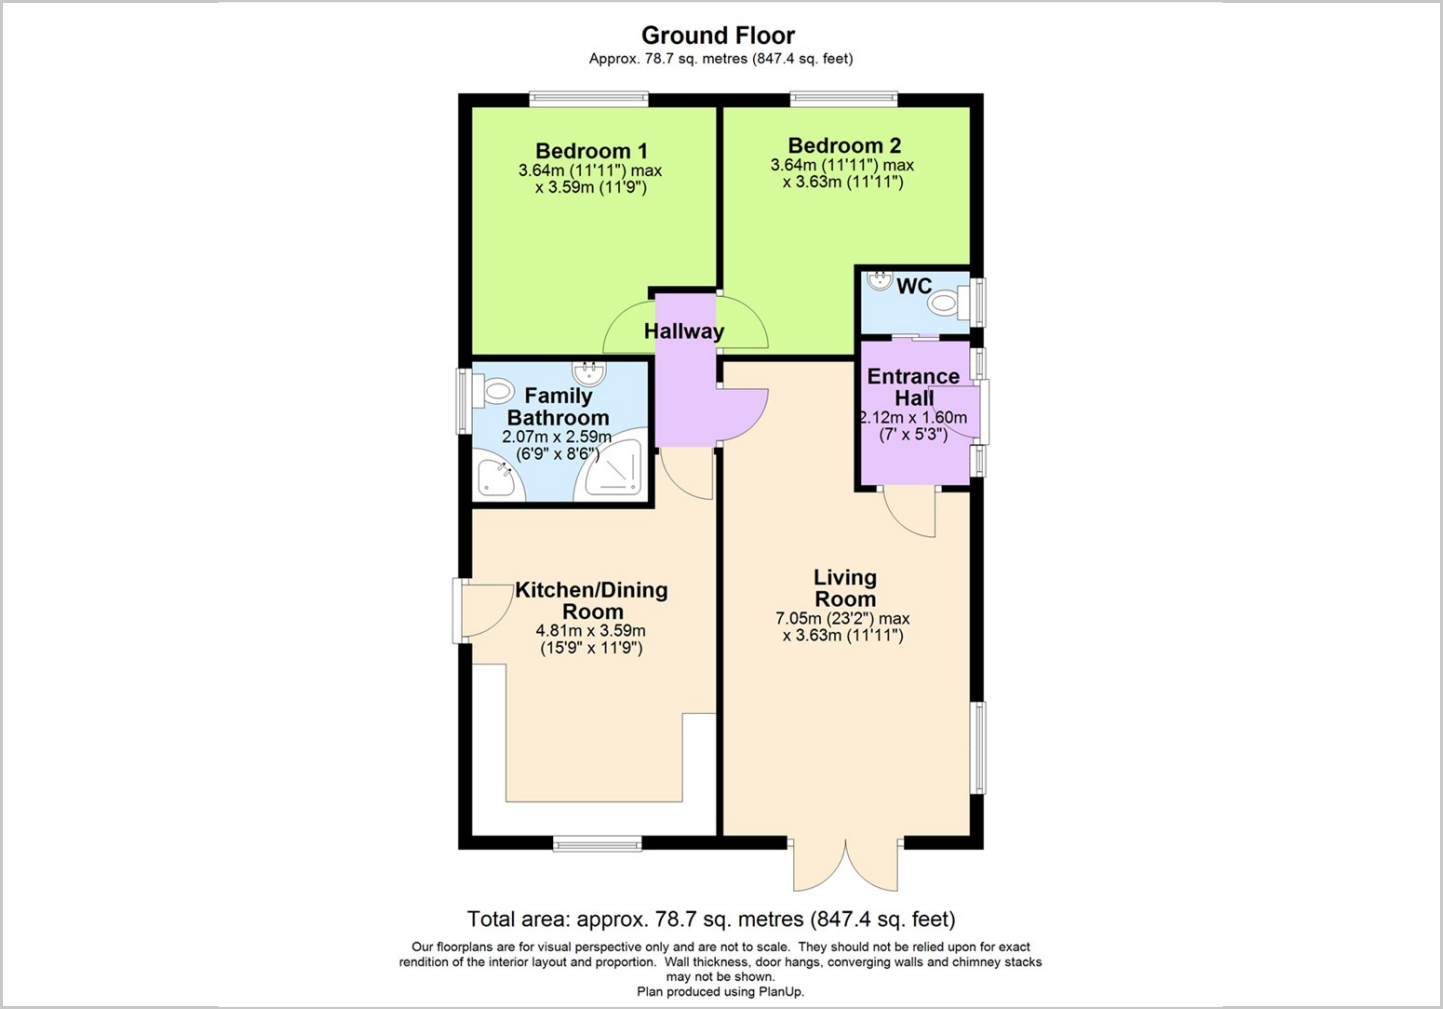 Ground Floor
Approx. 78.7 sq. metres (847.4 sq. feet)
Bedroom 1
3.64m (11'11") max
x 3.59m (11'9")
Bedroom 2
3.64m (11'11") max
x 3.63m (11'11")
WC
Hallway
Entrance
Hall
2.12m x 1.60m
(7' x 5'3")
Family
Bathroom
2.07m x 2.59m
(6'9" x 8'6")
Kitchen/Dining
Room
4.81m x 3.59m
(15'9" x 11'9")
Living
Room
7.05m (23'2") max
x 3.63m (11'11")
Total area: approx. 78.7 sq. metres (847.4 sq. feet)
Our floorplans are for visual perspective only and are not to scale. They should not be relied upon for exact
rendition of the interior layout and proportion. Wall thickness, door hangs, converging walls and chimney stacks
may not be shown.
Plan produced using PlanUp.